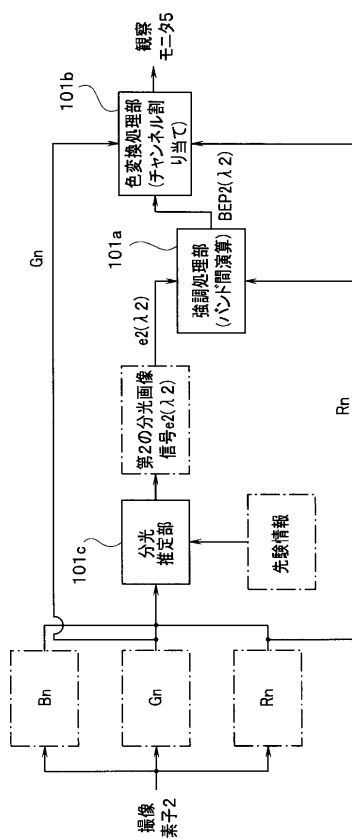 撮像
素子2
Bn
Gn
Rn
Gn
101c
分光
推定部
先験情報
第2の分光画像
信号e2(λ2)
e2(λ2)
101a
強調処理部
(バンド間演算)
BEP2(λ2)
101b
色変換処理部
(チャンネル割
り当て)
観察
モニタ5
Rn